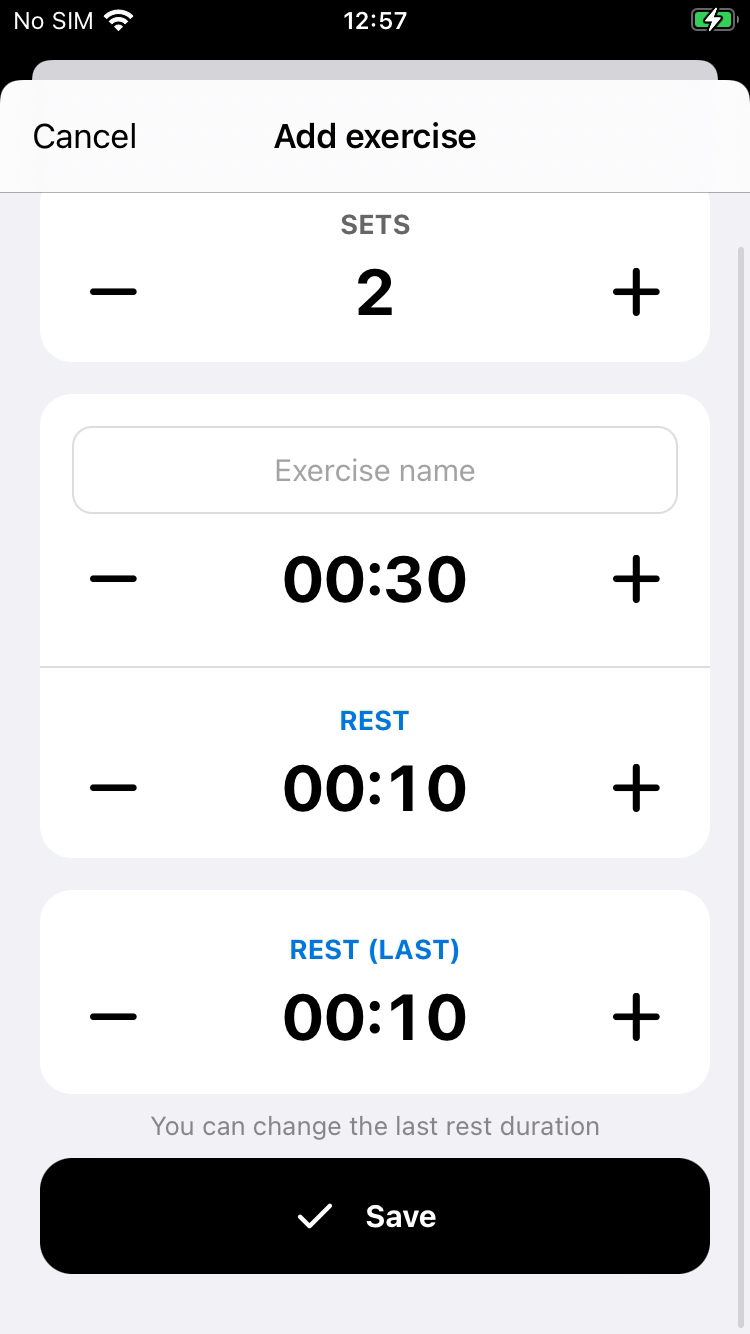 No SIM 12:57
Cancel Add exercise
SETS
2
Exercise name
00:30
REST
00:10
REST (LAST)
00:10
You can change the last rest duration
Save